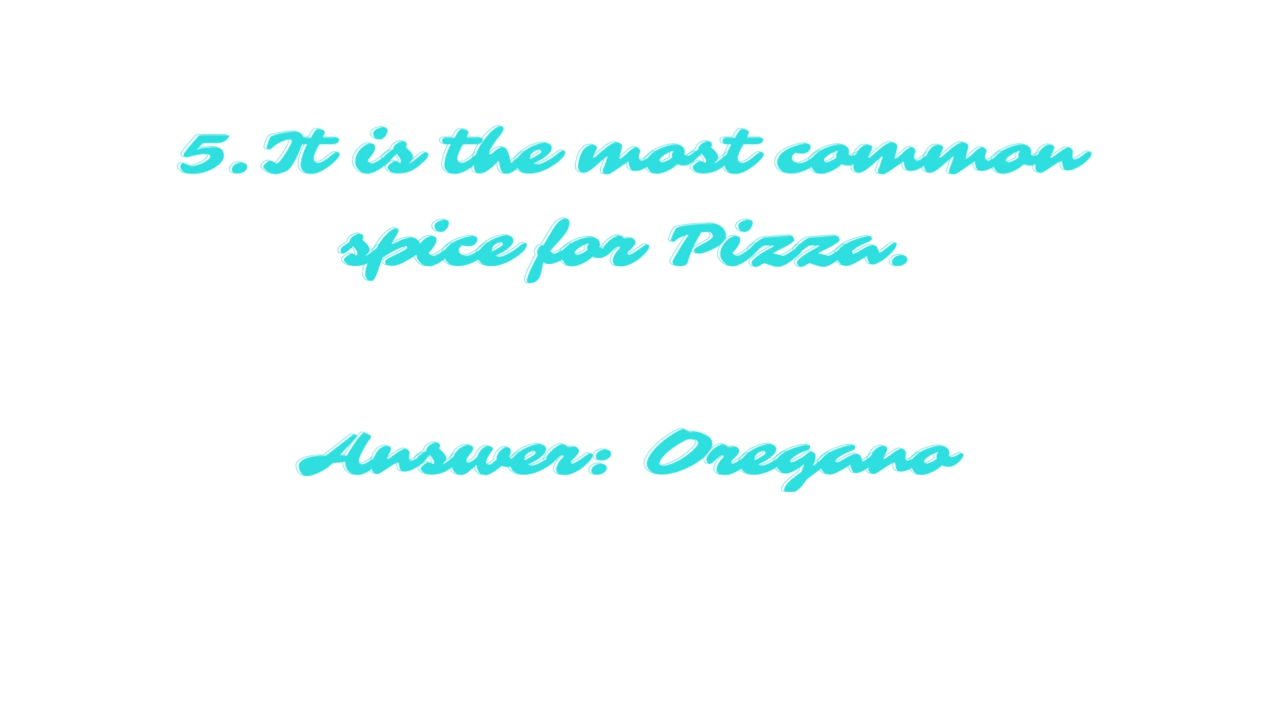 5. It is the most common
spice for Pizza.
Answer: Oregano